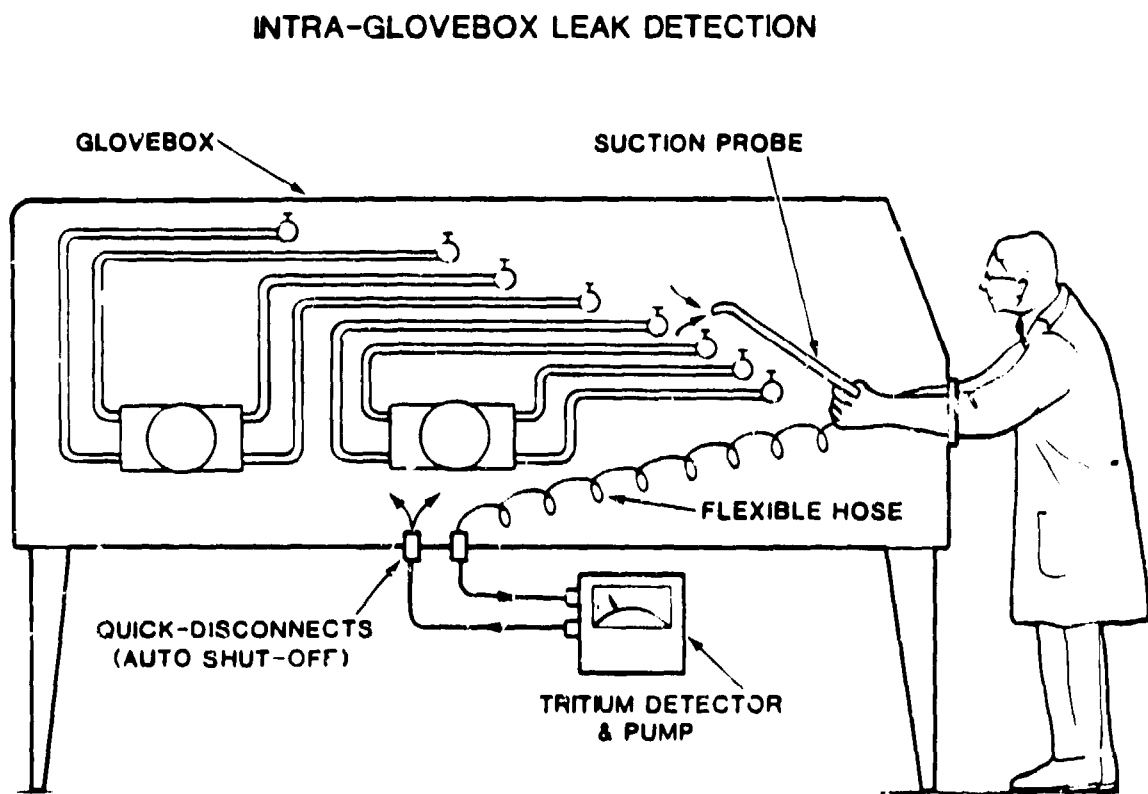 INTRA-GLOVEBOX LEAK DETECTION
GLOVEBOX
SUCTION PROBE
FLEXIBLE HOSE
QUICK-DISCONNECTS
(AUTO SHUT-OFF)
TRITIUM DETECTOR
& PUMP